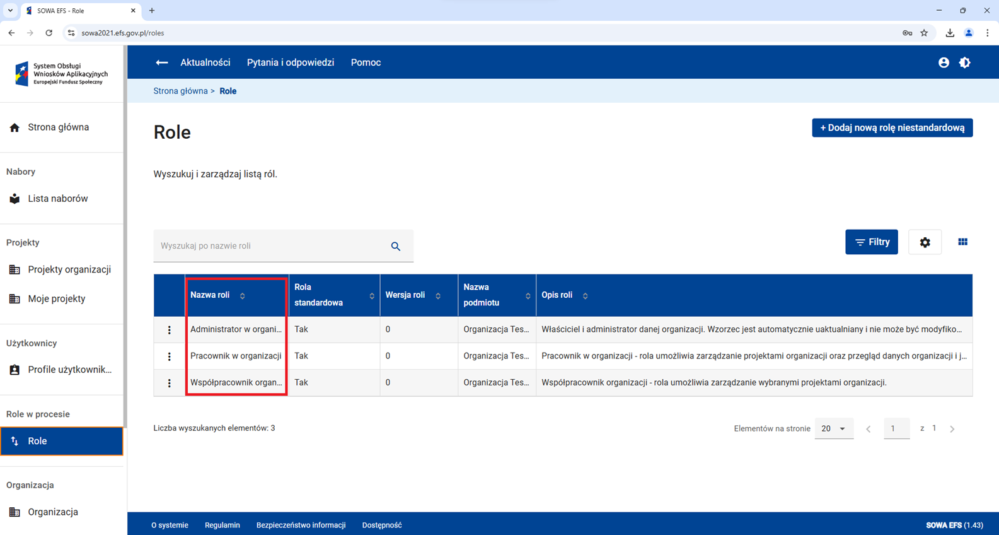 SOWA EFS - Role
sowa2021.efs.gov.pl/roles
System Obsługi
Wniosków Aplikacyjnych
Europejski Fundusz Społeczny
Aktualności Pytania i odpowiedzi Pomoc
Strona główna > Role
Strona główna
Nabory
Lista naborów
Projekty
Projekty organizacji
Moje projekty
Użytkownicy
Profile użytkownik...
Role w procesie
Role
Organizacja
Organizacja
Role
+ Dodaj nową rolę niestandardową
Wyszukuj i zarządzaj listą ról.
Wyszukaj po nazwie roli
Filtry
Nazwa roli Rola standardowa Wersja roli Nazwa podmiotu Opis roli
Administrator w organi... Tak 0 Organizacja Tes... Właściciel i administrator danej organizacji. Wzorzec jest automatycznie uaktualniany i nie może być modyfiko...
Pracownik w organizacji Tak 0 Organizacja Tes... Pracownik w organizacji - rola umożliwia zarządzanie projektami organizacji oraz przegląd danych organizacji i j...
Współpracownik organ... Tak 0 Organizacja Tes... Współpracownik organizacji - rola umożliwia zarządzanie wybranymi projektami organizacji.
Liczba wyszukanych elementów: 3
Elementów na stronie 20 1 z 1
O systemie Regulamin Bezpieczeństwo informacji Dostępność
SOWA EFS (1.43)